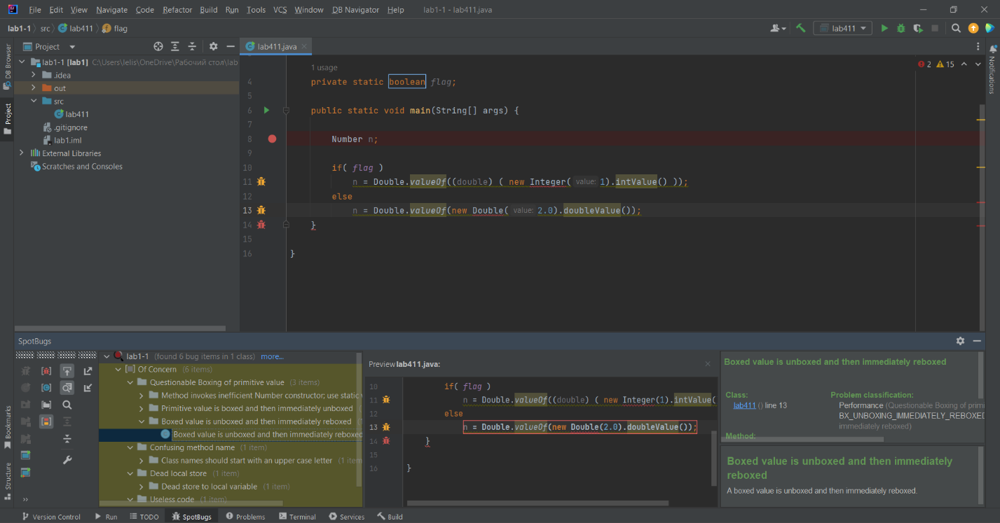 File Edit View Navigate Code Refactor Build Run Tools VCS Window DB Navigator Help lab1-1 - lab411.java
lab1-1 src lab411 flag lab411
Project lab411.java
lab1-1 [lab1] C:\Users\lelis\OneDrive\Рабочий стол\lab
.idea
out
src
lab411
.gitignore
lab1.iml
External Libraries
Scratches and Consoles
DB Browser
Project
Bookmarks
Structure
Notifications
2 15
1 usage
4 private static boolean flag;
5
6 public static void main(String[] args) {
7
8 Number n;
9
10 if( flag )
11 n = Double.valueOf((double) ( new Integer( value: 1).intValue() ));
12 else
13 n = Double.valueOf(new Double( value: 2.0).doubleValue());
14 }
15
16 }
SpotBugs
lab1-1 (found 6 bug items in 1 class) more...
Of Concern (6 items)
Questionable Boxing of primitive value (3 items)
Method invokes inefficient Number constructor; use static
Primitive value is boxed and then immediately unboxed
Boxed value is unboxed and then immediately reboxed
Boxed value is unboxed and then immediately reboxed
Confusing method name (1 item)
Class names should start with an upper case letter (1 item
Dead local store (1 item)
Dead store to local variable (1 item)
Useless code (1 item)
Preview lab411.java:
10 if( flag )
11 n = Double.valueOf((double) ( new Integer(1).intValue(
12 else
13 n = Double.valueOf(new Double(2.0).doubleValue());
14 }
15
16 }
Boxed value is unboxed and then immediately reboxed
Class: Problem classification:
lab411 () line 13 Performance (Questionable Boxing of prim
BX_UNBOXING_IMMEDIATELY_REBOXED
immediately reboxed)
Method:
Boxed value is unboxed and then immediately
reboxed
A boxed value is unboxed and then immediately reboxed.
Version Control Run TODO SpotBugs Problems Terminal Services Build